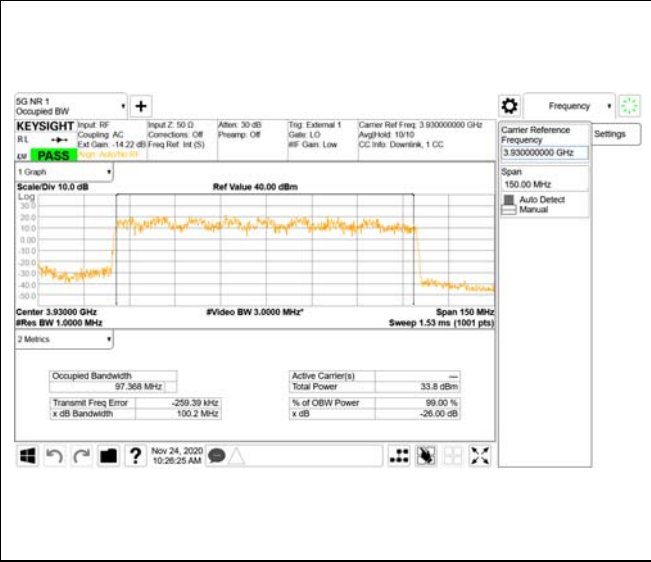 5G NR 1
Occupied BW
Frequency
KEYSIGHT
Input: RF
Input Z: 50 Ω
Atten: 30 dB
Trig: External 1
Carrier Ref Freq: 3.930000000 GHz
RL
Coupling: AC
Corrections: Off
Preamp: Off
Gate: LO
Avg|Hold: 10/10
Ext Gain: -14.22 dB
Freq Ref: Int (S)
#IF Gain: Low
CC Info: Downlink, 1 CC
PASS
Align: Auto/No RF
Carrier Reference
Frequency
3.930000000 GHz
Settings
Span
150.00 MHz
Auto Detect
Manual
1 Graph
Scale/Div 10.0 dB
Ref Value 40.00 dBm
Log
30.0
20.0
10.0
0.00
-10.0
-20.0
-30.0
-40.0
-50.0
Center 3.93000 GHz
#Video BW 3.0000 MHz*
Span 150 MHz
#Res BW 1.0000 MHz
Sweep 1.53 ms (1001 pts)
2 Metrics
Occupied Bandwidth
97.368 MHz
Active Carrier(s)
---
Total Power
33.8 dBm
Transmit Freq Error
-259.39 kHz
% of OBW Power
99.00 %
x dB Bandwidth
100.2 MHz
x dB
-26.00 dB
?
Nov 24, 2020
10:26:25 AM